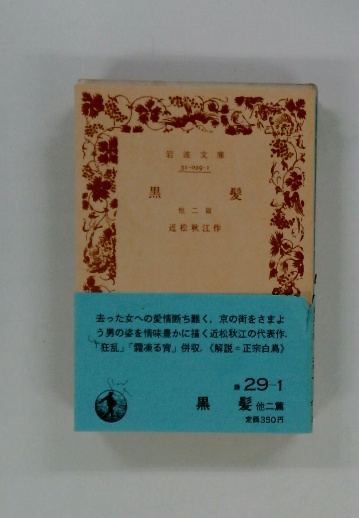 岩波文庫
31-029-1
黒髪
他二篇
近松秋江作
去った女への愛情断ち難く、京の街をさまよ
う男の姿を情味豊かに描く近松秋江の代表作.
「狂乱」「霜凍る宵」併収.《解説=正宗白鳥》
緑 29-1
黒髪 他二篇
定価350円